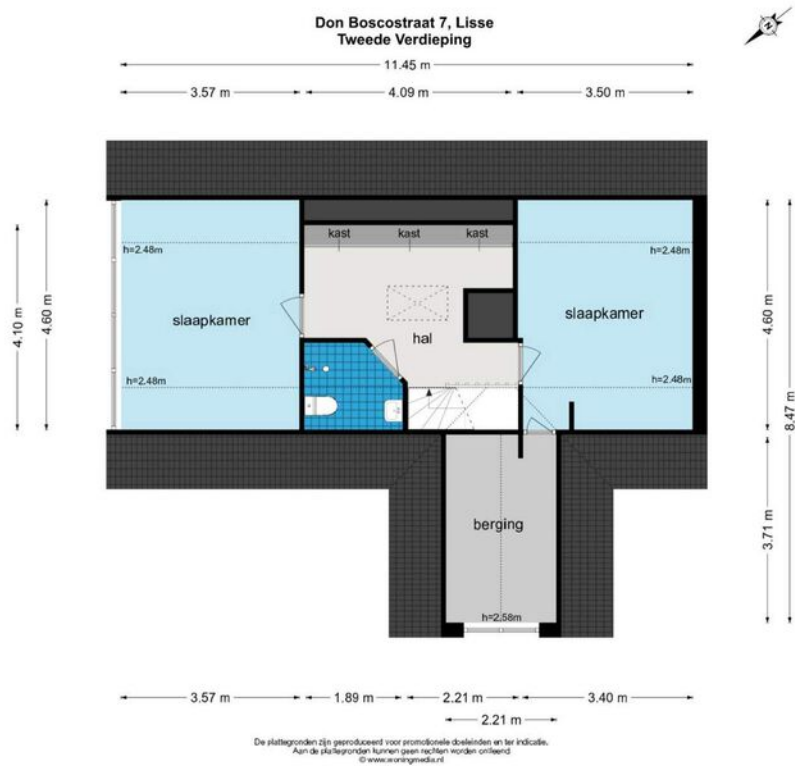 Don Boscostraat 7, Lisse
Tweede Verdieping
N
11.45 m
3.57 m 4.09 m 3.50 m
kast kast kast
h=2.48m h=2.48m
4.10 m 4.60 m 4.60 m 8.47 m
slaapkamer slaapkamer
hal
h=2.48m h=2.48m
berging
3.71 m
h=2.58m
3.57 m 1.89 m 2.21 m 3.40 m
2.21 m
De plattegronden zijn geproduceerd voor promotionele doeleinden en ter indicatie.
Aan de plattegronden kunnen geen rechten worden ontleend
© www.woningmedia.nl